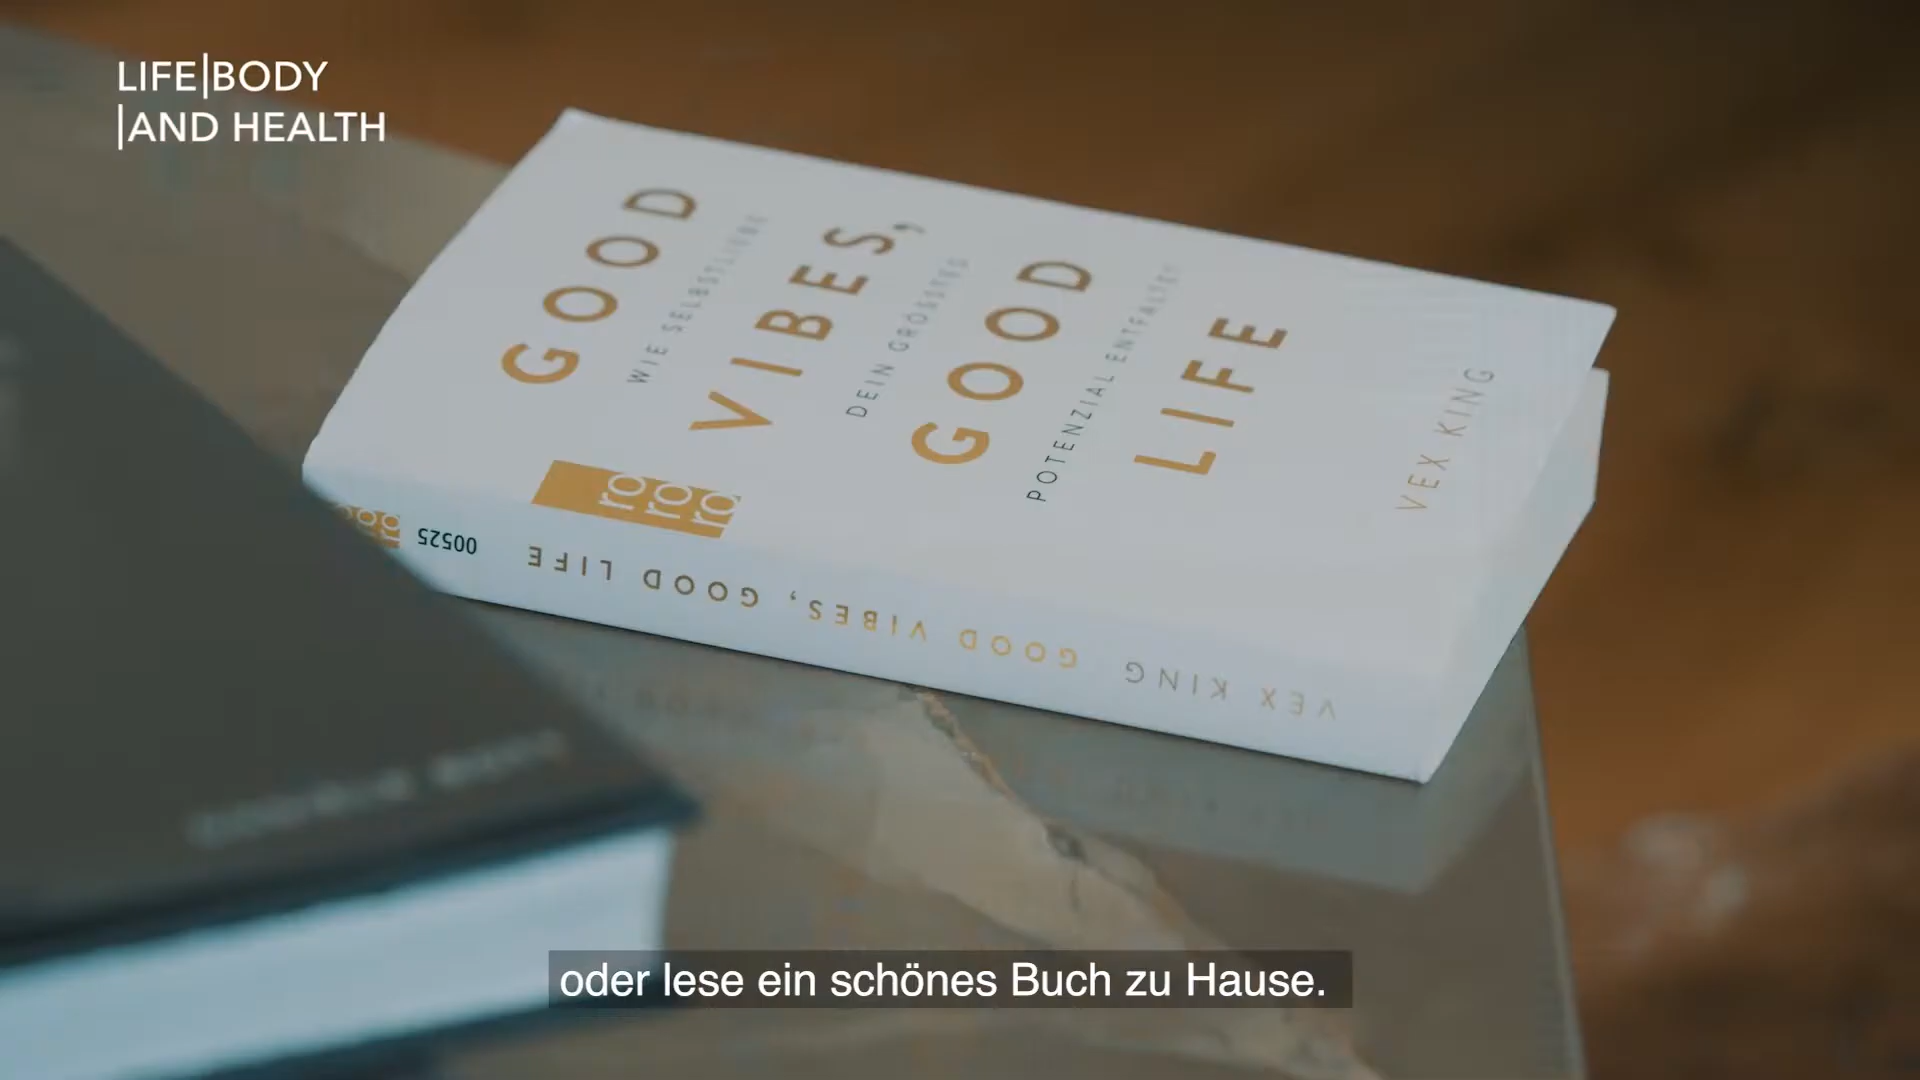 LIFE|BODY
|AND HEALTH
GOOD
WIE SELBSTLIEBE
VIBES,
DEIN GRÖSSTES
GOOD
POTENZIAL ENTFALTET
LIFE
VEX KING
ro
ro
ro
VEX KING GOOD VIBES, GOOD LIFE 00525
oder lese ein schönes Buch zu Hause.